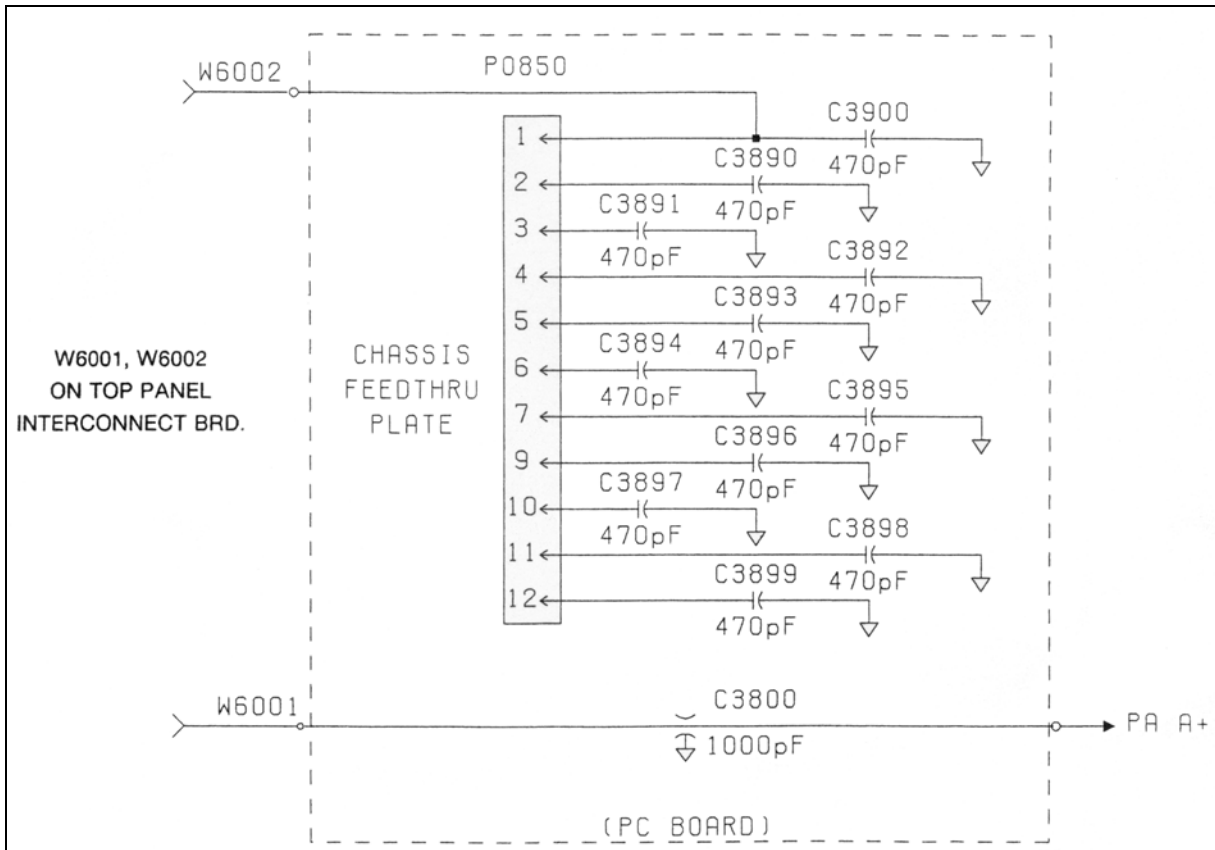 W6002
P0850
C3900
1
470pF
C3890
2
470pF
C3891
3
470pF
C3892
4
470pF
C3893
5
470pF
C3894
6
470pF
C3895
7
470pF
C3896
9
470pF
C3897
10
470pF
C3898
11
470pF
C3899
12
470pF
W6001, W6002
ON TOP PANEL
INTERCONNECT BRD.
CHASSIS
FEEDTHRU
PLATE
W6001
C3800
1000pF
PA A+
(PC BOARD)